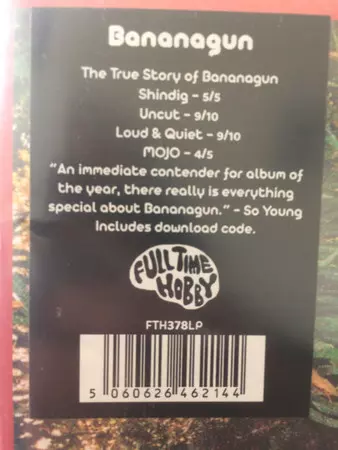 Bananagun
The True Story of Bananagun
Shindig - 5/5
Uncut - 9/10
Loud & Quiet - 9/10
MOJO - 4/5
"An immediate contender for album of
the year, there really is everything
special about Bananagun." - So Young
Includes download code.
FULL TIME
HOBBY
FTH378LP
5 060626 462144